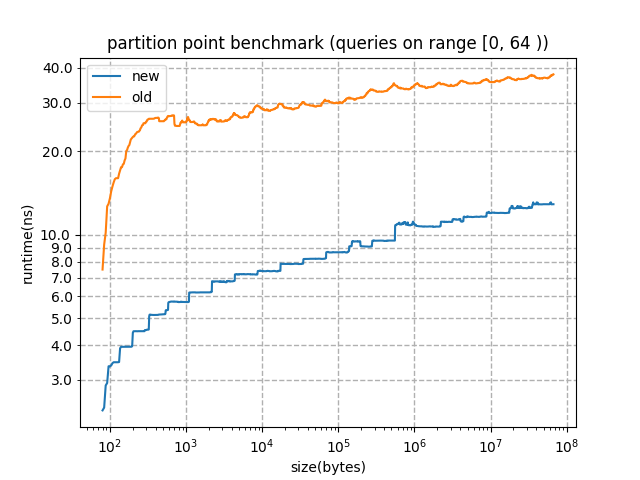 partition point benchmark (queries on range [0, 64 ))
new
old
runtime(ns)
40.0
30.0
20.0
10.0
9.0
8.0
7.0
6.0
5.0
4.0
3.0
10² 10³ 10⁴ 10⁵ 10⁶ 10⁷ 10⁸
size(bytes)